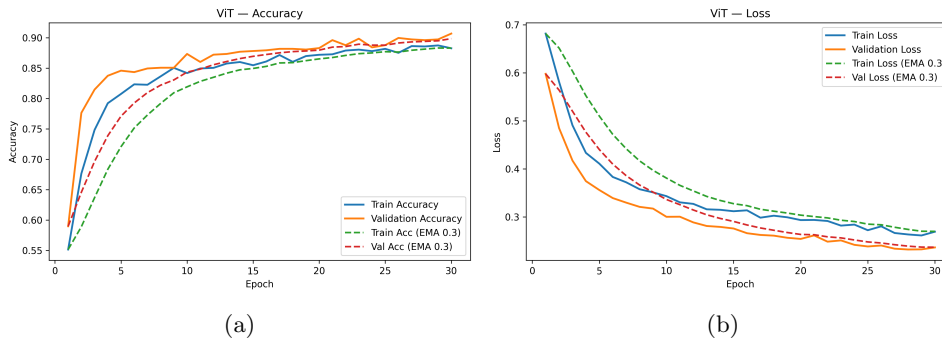 ViT — Accuracy
0.90
0.85
0.80
0.75
0.70
0.65
0.60
0.55
Accuracy
0
5
10
15
20
25
30
Epoch
Train Accuracy
Validation Accuracy
Train Acc (EMA 0.3)
Val Acc (EMA 0.3)
(a)
ViT — Loss
0.7
0.6
0.5
0.4
0.3
Loss
0
5
10
15
20
25
30
Epoch
Train Loss
Validation Loss
Train Loss (EMA 0.3
Val Loss (EMA 0.3)
(b)